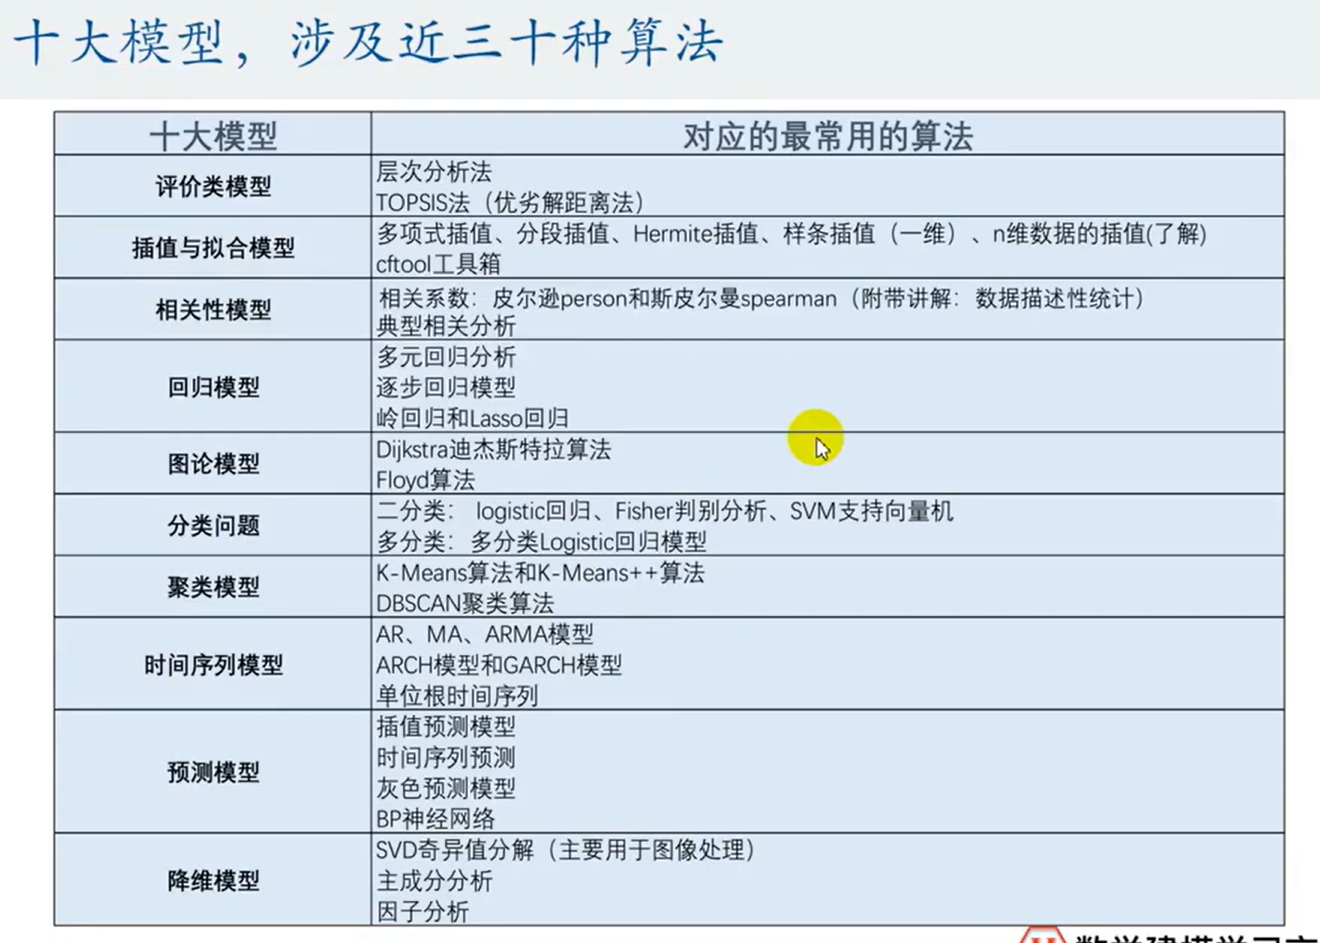 十大模型，涉及近三十种算法
十大模型
对应的最常用的算法
评价类模型
层次分析法
TOPSIS法（优劣解距离法）
插值与拟合模型
多项式插值、分段插值、Hermite插值、样条插值（一维）、n维数据的插值(了解)
cftool工具箱
相关性模型
相关系数：皮尔逊person和斯皮尔曼spearman（附带讲解：数据描述性统计）
典型相关分析
回归模型
多元回归分析
逐步回归模型
岭回归和Lasso回归
图论模型
Dijkstra迪杰斯特拉算法
Floyd算法
分类问题
二分类： logistic回归、Fisher判别分析、SVM支持向量机
多分类：多分类Logistic回归模型
聚类模型
K-Means算法和K-Means++算法
DBSCAN聚类算法
时间序列模型
AR、MA、ARMA模型
ARCH模型和GARCH模型
单位根时间序列
预测模型
插值预测模型
时间序列预测
灰色预测模型
BP神经网络
降维模型
SVD奇异值分解（主要用于图像处理）
主成分分析
因子分析